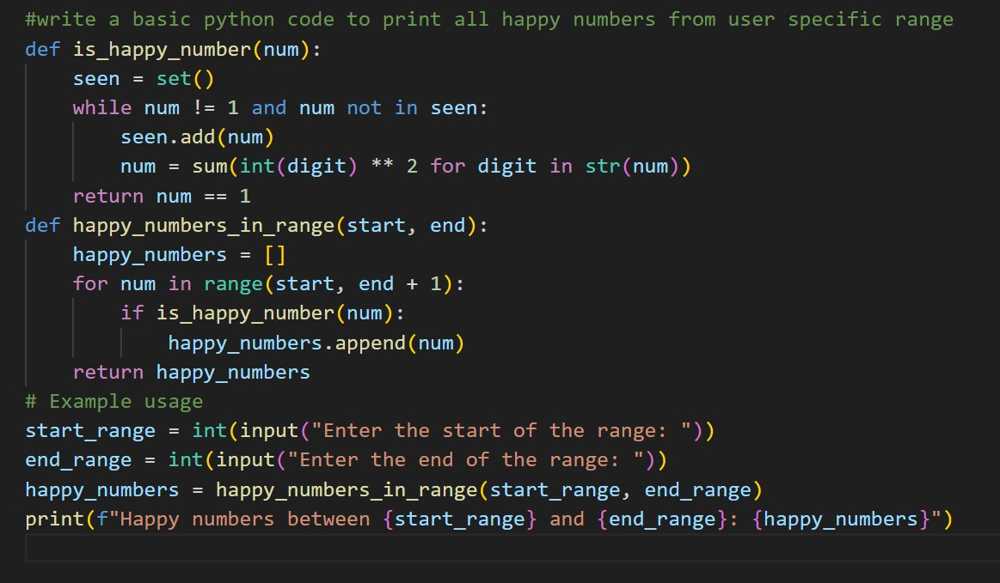 #write a basic python code to print all happy numbers from user specific range
def is_happy_number(num):
    seen = set()
    while num != 1 and num not in seen:
        seen.add(num)
        num = sum(int(digit) ** 2 for digit in str(num))
    return num == 1
def happy_numbers_in_range(start, end):
    happy_numbers = []
    for num in range(start, end + 1):
        if is_happy_number(num):
            happy_numbers.append(num)
    return happy_numbers
# Example usage
start_range = int(input("Enter the start of the range: "))
end_range = int(input("Enter the end of the range: "))
happy_numbers = happy_numbers_in_range(start_range, end_range)
print(f"Happy numbers between {start_range} and {end_range}: {happy_numbers}")